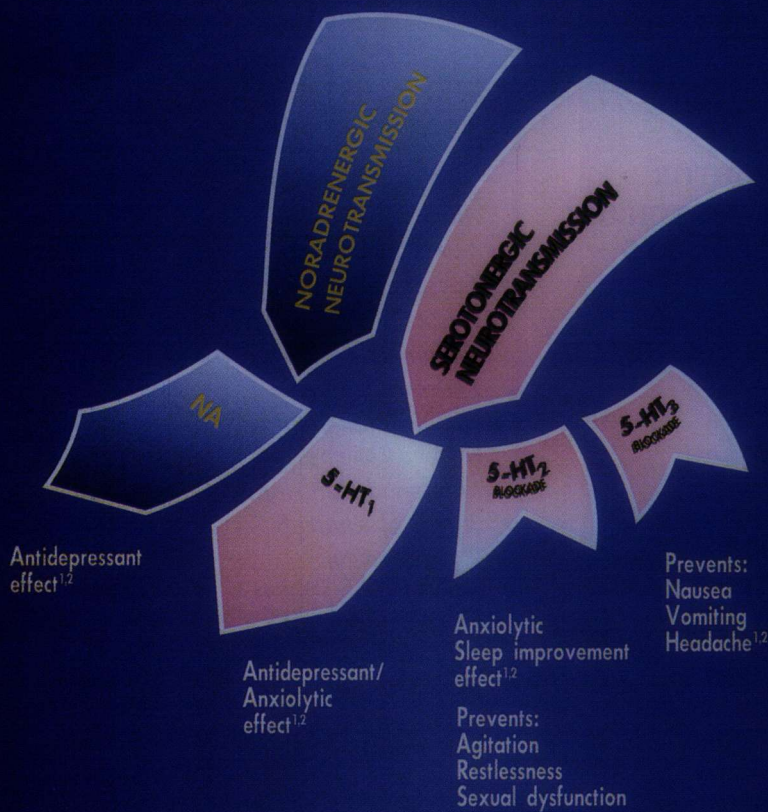 NORADRENERGIC
NEUROTRANSMISSION
SEROTONERGIC
NEUROTRANSMISSION
NA
5-HT₁
5-HT₂
BLOCKADE
5-HT₃
BLOCKADE
Antidepressant
effect¹,²
Antidepressant/
Anxiolytic
effect¹,²
Anxiolytic
Sleep improvement
effect¹,²
Prevents:
Agitation
Restlessness
Sexual dysfunction
Prevents:
Nausea
Vomiting
Headache¹,²